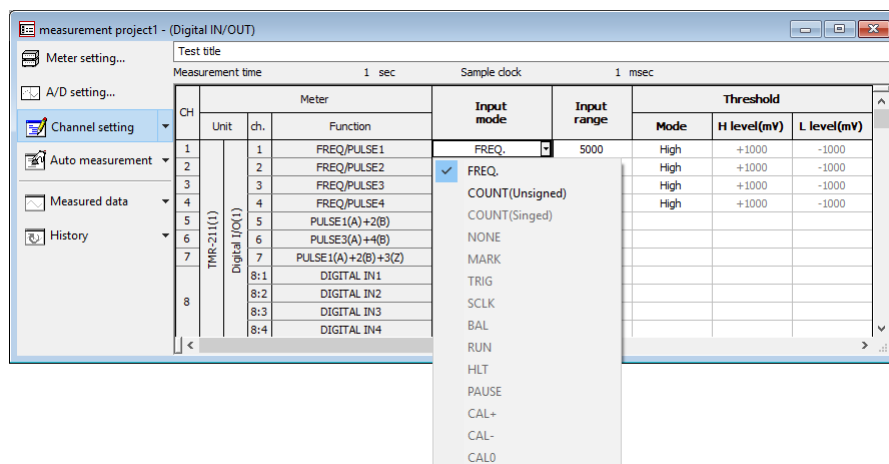 measurement project1 - (Digital IN/OUT)
Meter setting...
A/D setting...
Channel setting
Auto measurement
Measured data
History
Test title
Measurement time 1 sec Sample clock 1 msec
CH Meter Input mode Input range Threshold
Unit ch. Function Mode H level(mV) L level(mV)
TMR-211(1)
Digital I/O(1)
1 1 FREQ/PULSE1 FREQ. 5000 High +1000 -1000
2 2 FREQ/PULSE2 High +1000 -1000
3 3 FREQ/PULSE3 High +1000 -1000
4 4 FREQ/PULSE4 High +1000 -1000
5 5 PULSE1(A)+2(B)
6 6 PULSE3(A)+4(B)
7 7 PULSE1(A)+2(B)+3(Z)
8 8:1 DIGITAL IN1
8:2 DIGITAL IN2
8:3 DIGITAL IN3
8:4 DIGITAL IN4
FREQ.
COUNT(Unsigned)
COUNT(Singed)
NONE
MARK
TRIG
SCLK
BAL
RUN
HLT
PAUSE
CAL+
CAL-
CAL0